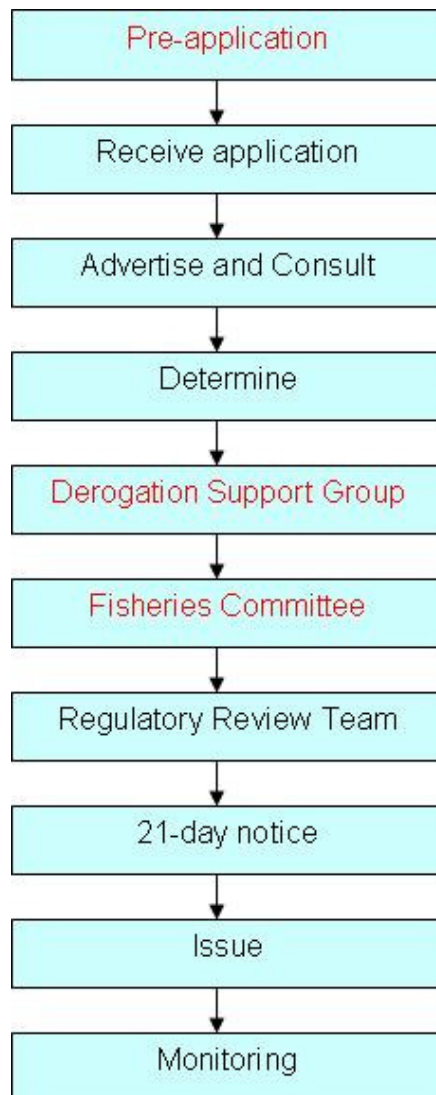 Pre-application
Receive application
Advertise and Consult
Determine
Derogation Support Group
Fisheries Committee
Regulatory Review Team
21-day notice
Issue
Monitoring